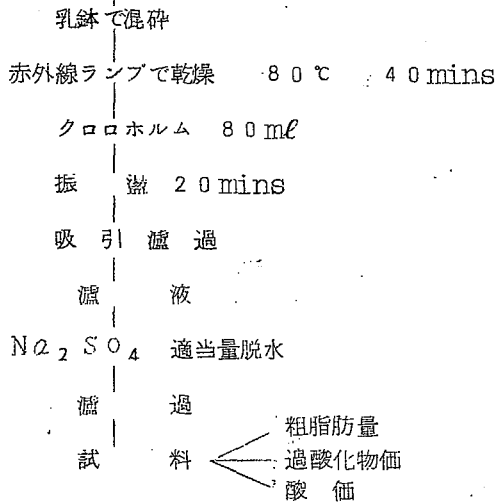 乳鉢で混砕
赤外線ランプで乾燥 80℃ 40mins
クロロホルム 80mℓ
振盪 20mins
吸引濾過
濾液
Na₂SO₄ 適当量脱水
濾過
試料
粗脂肪量
過酸化物価
酸価